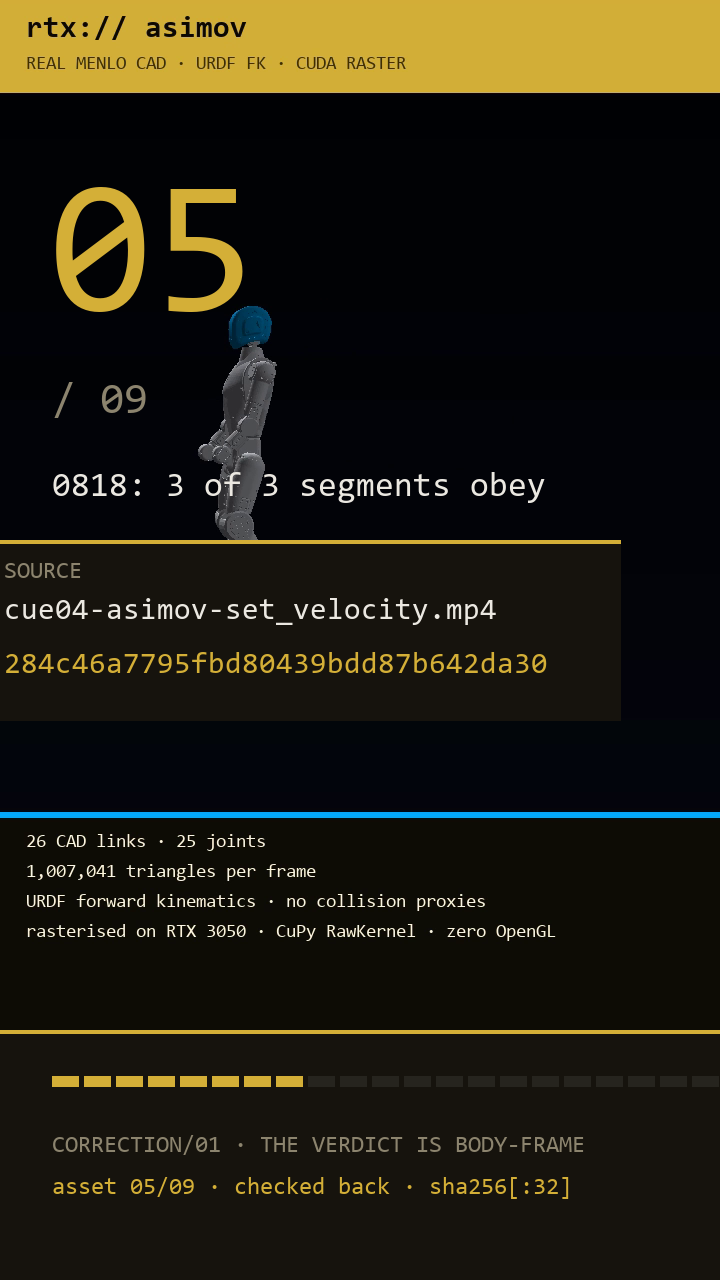 rtx:// asimov
REAL MENLO CAD · URDF FK · CUDA RASTER
05
/ 09
0818: 3 of 3 segments obey
SOURCE
cue04-asimov-set_velocity.mp4
284c46a7795fbd80439bdd87b642da30
26 CAD links · 25 joints
1,007,041 triangles per frame
URDF forward kinematics · no collision proxies
rasterised on RTX 3050 · CuPy RawKernel · zero OpenGL
CORRECTION/01 · THE VERDICT IS BODY-FRAME
asset 05/09 · checked back · sha256[:32]